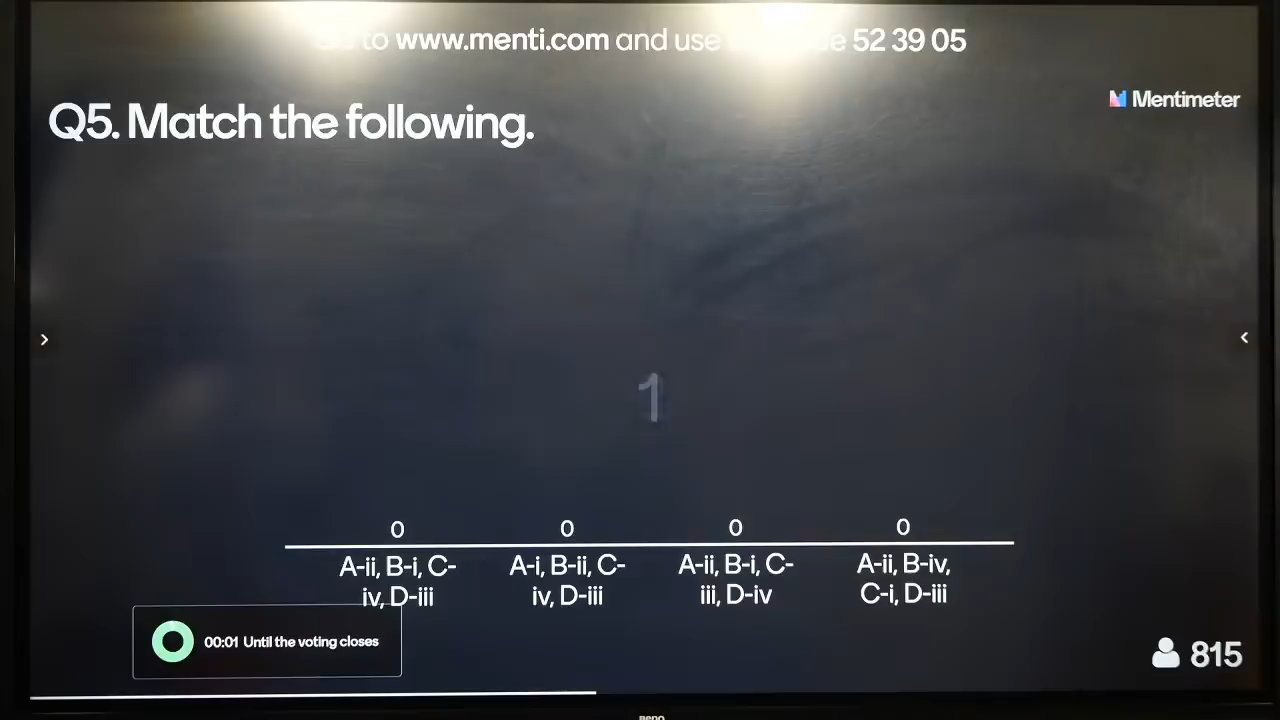 to www.menti.com and use 52 39 05
Mentimeter
Q5. Match the following.
1
0 0 0 0
A-ii, B-i, C-
iv, D-iii
A-i, B-ii, C-
iv, D-iii
A-ii, B-i, C-
iii, D-iv
A-ii, B-iv,
C-i, D-iii
00:01 Until the voting closes
815
BenQ